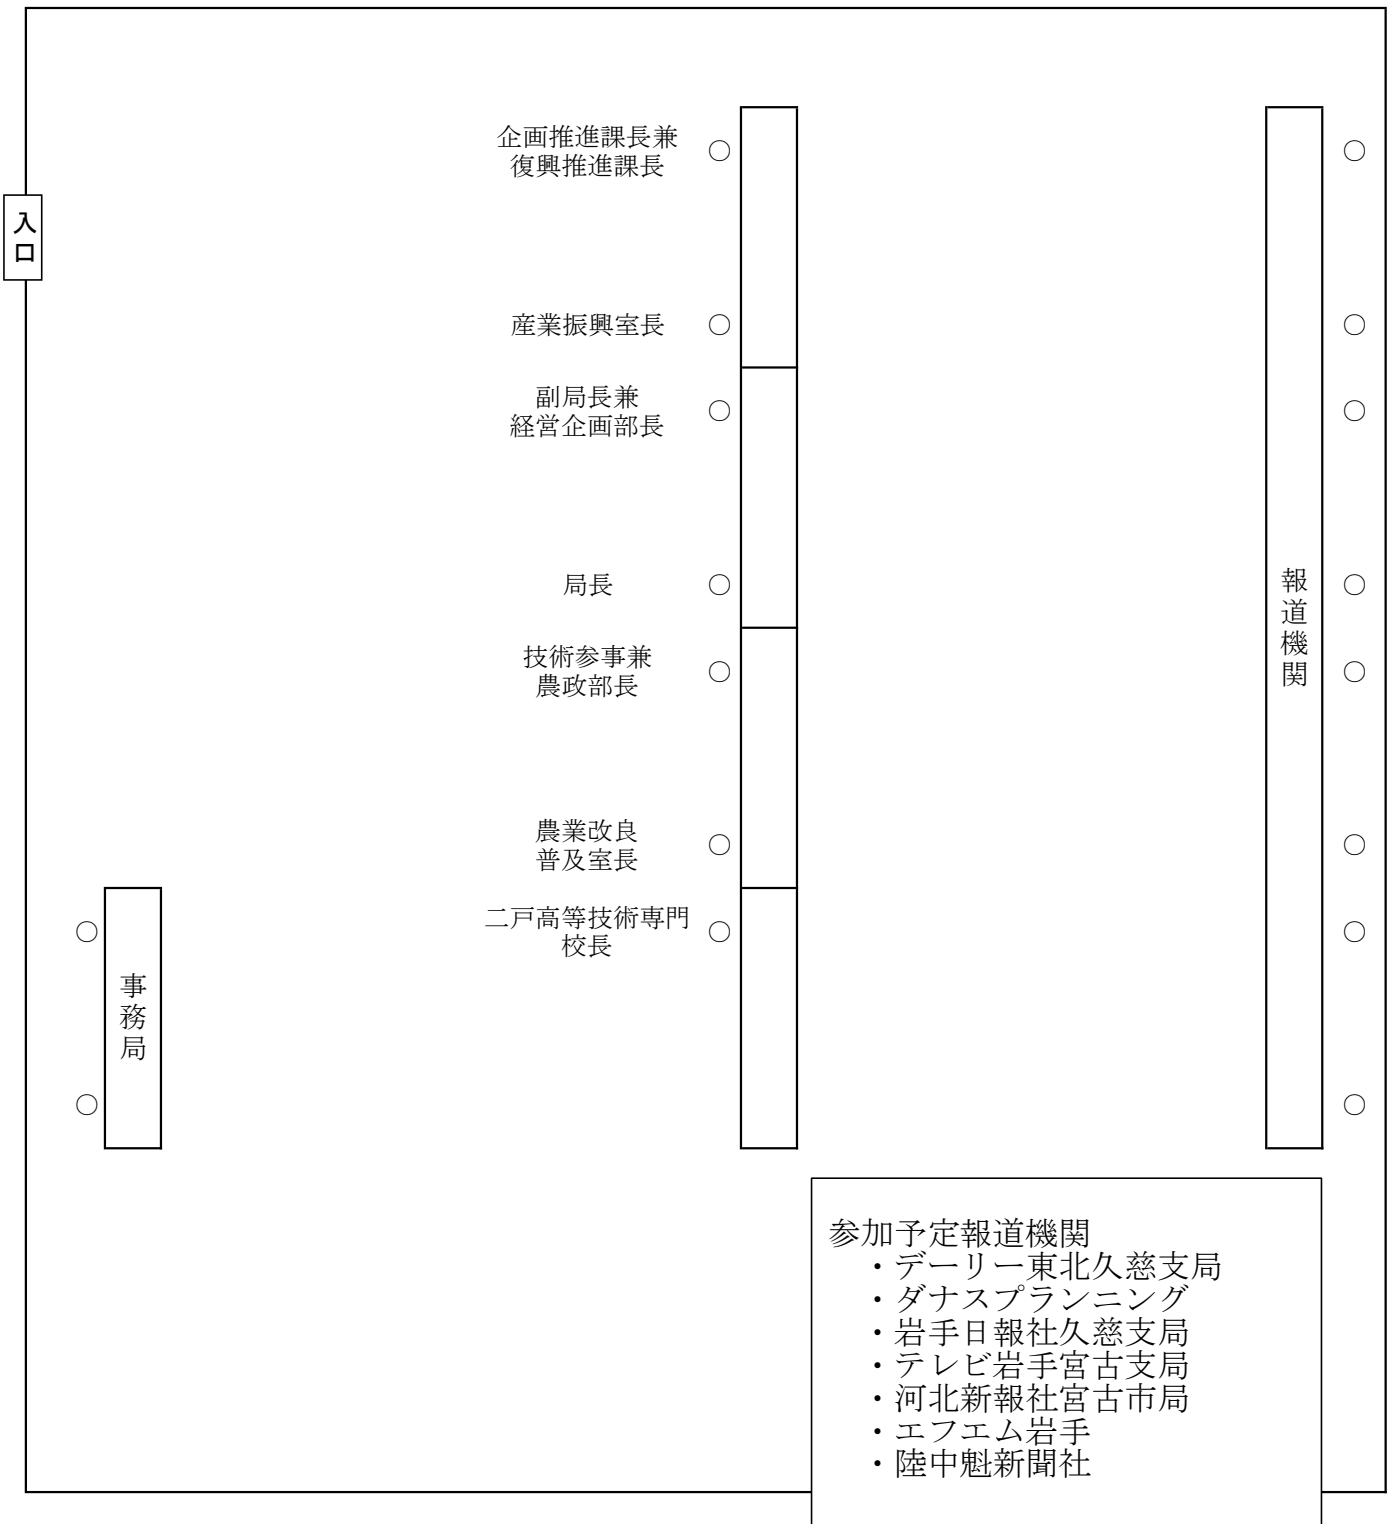 企画推進課長兼
復興推進課長
○
○
入口
産業振興室長
○
○
副局長兼
経営企画部長
○
○
局長
○
○
報道機関
技術参事兼
農政部長
○
○
農業改良
普及室長
○
○
二戸高等技術専門
校長
○
○
○
事務局
○
○
参加予定報道機関
・デーリー東北久慈支局
・ダナスプランニング
・岩手日報社久慈支局
・テレビ岩手宮古支局
・河北新報社宮古市局
・エフエム岩手
・陸中魁新聞社